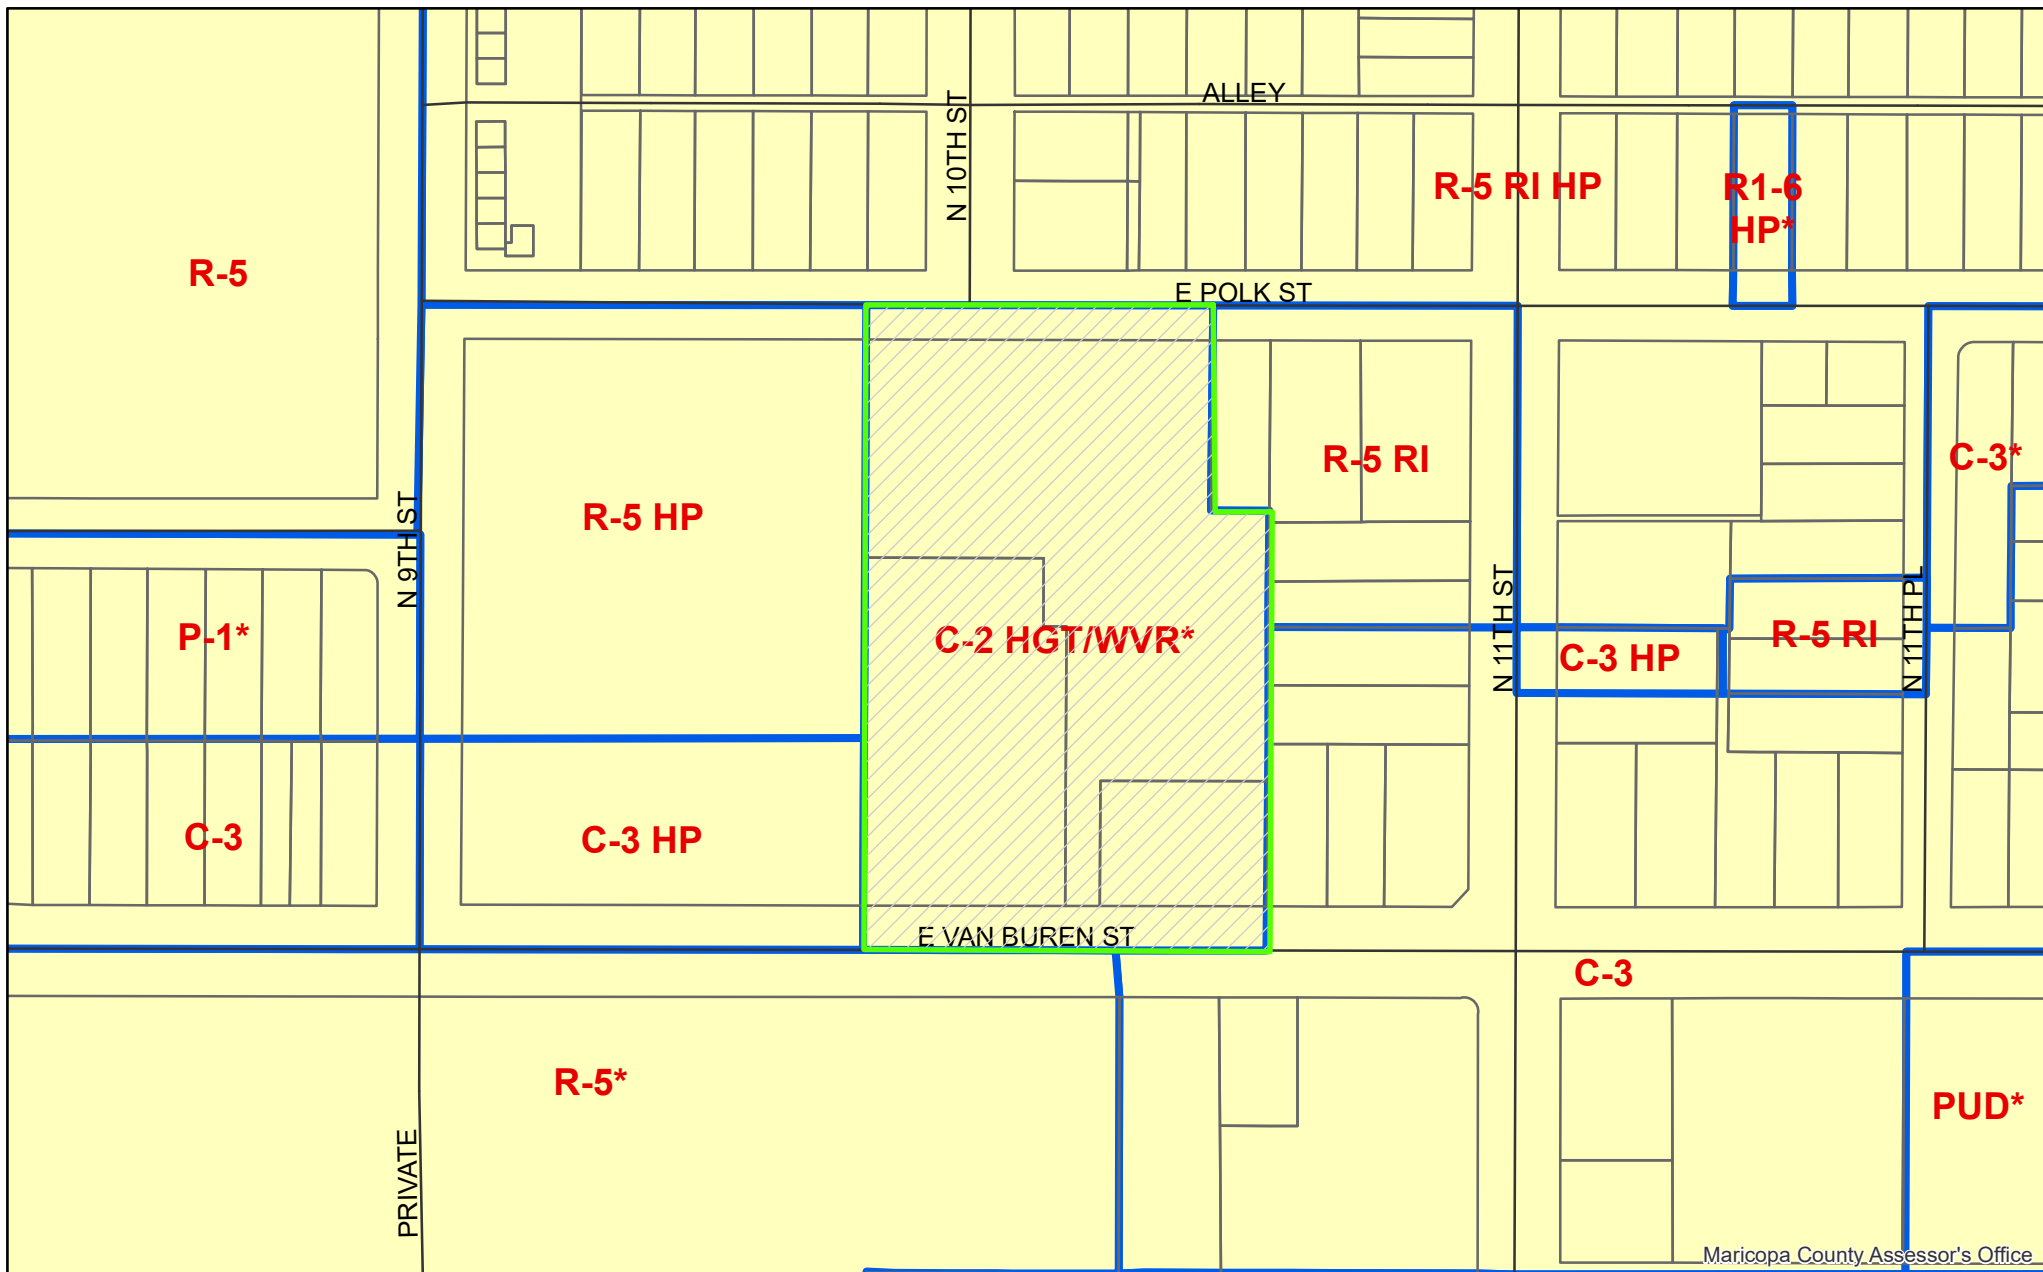 ALLEY
N 10TH ST
R-5 RI HP
R1-6
HP*
R-5
E POLK ST
R-5 RI
C-3*
R-5 HP
N 9TH ST
P-1*
C-2 HGT/WVR*
N 11TH ST
C-3 HP
R-5 RI
N 11TH PL
C-3
C-3 HP
E VAN BUREN ST
C-3
R-5*
PUD*
PRIVATE
Maricopa County Assessor's Office